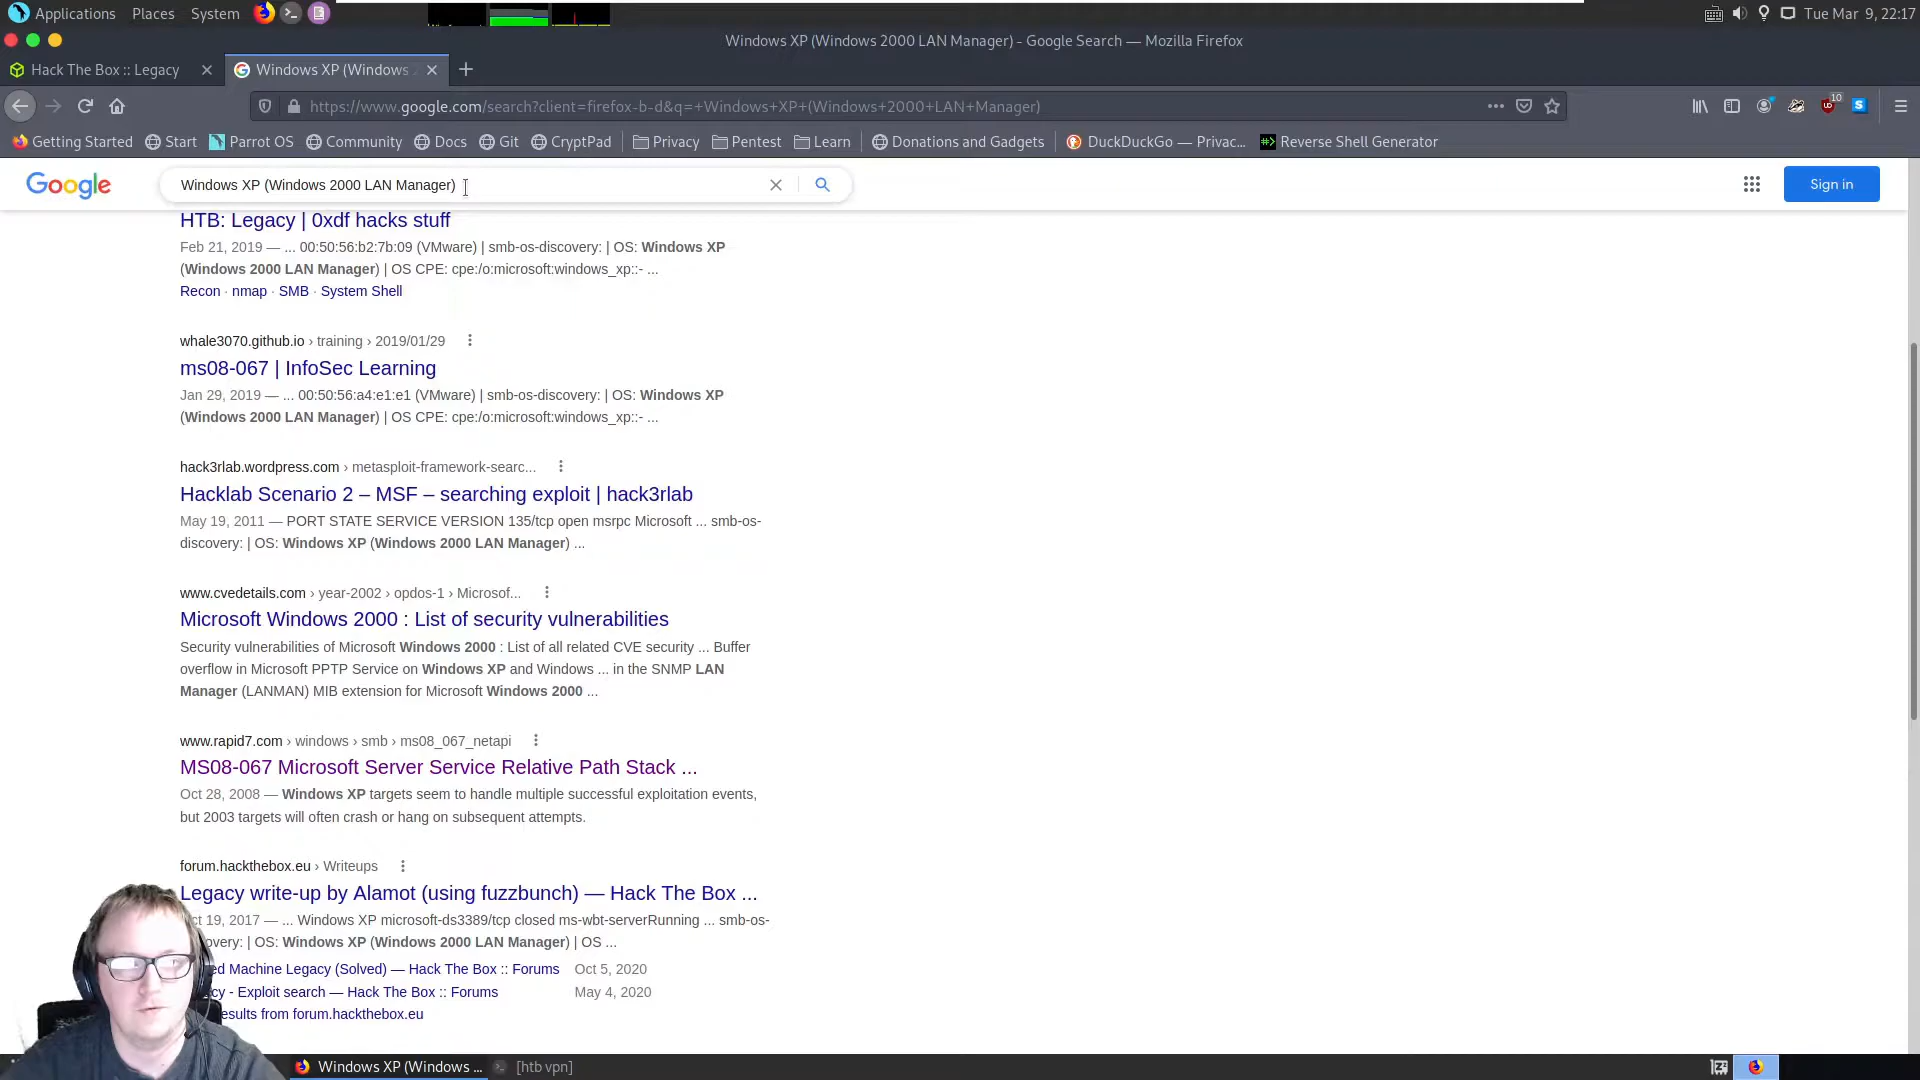 Applications Places System Tue Mar 9, 22:17
Windows XP (Windows 2000 LAN Manager) - Google Search — Mozilla Firefox
Hack The Box :: Legacy Windows XP (Windows
https://www.google.com/search?client=firefox-b-d&q=+Windows+XP+(Windows+2000+LAN+Manager) 10
Getting Started Start Parrot OS Community Docs Git CryptPad Privacy Pentest Learn Donations and Gadgets DuckDuckGo — Privac... Reverse Shell Generator
Google Windows XP (Windows 2000 LAN Manager) Sign in
HTB: Legacy | 0xdf hacks stuff
Feb 21, 2019 — ... 00:50:56:b2:7b:09 (VMware) | smb-os-discovery: | OS: Windows XP
(Windows 2000 LAN Manager) | OS CPE: cpe:/o:microsoft:windows_xp::- ...
Recon · nmap · SMB · System Shell
whale3070.github.io › training › 2019/01/29
ms08-067 | InfoSec Learning
Jan 29, 2019 — ... 00:50:56:a4:e1:e1 (VMware) | smb-os-discovery: | OS: Windows XP
(Windows 2000 LAN Manager) | OS CPE: cpe:/o:microsoft:windows_xp::- ...
hack3rlab.wordpress.com › metasploit-framework-searc...
Hacklab Scenario 2 – MSF – searching exploit | hack3rlab
May 19, 2011 — PORT STATE SERVICE VERSION 135/tcp open msrpc Microsoft ... smb-os-
discovery: | OS: Windows XP (Windows 2000 LAN Manager) ...
www.cvedetails.com › year-2002 › opdos-1 › Microsof...
Microsoft Windows 2000 : List of security vulnerabilities
Security vulnerabilities of Microsoft Windows 2000 : List of all related CVE security ... Buffer
overflow in Microsoft PPTP Service on Windows XP and Windows ... in the SNMP LAN
Manager (LANMAN) MIB extension for Microsoft Windows 2000 ...
www.rapid7.com › windows › smb › ms08_067_netapi
MS08-067 Microsoft Server Service Relative Path Stack ...
Oct 28, 2008 — Windows XP targets seem to handle multiple successful exploitation events,
but 2003 targets will often crash or hang on subsequent attempts.
forum.hackthebox.eu › Writeups
Legacy write-up by Alamot (using fuzzbunch) — Hack The Box ...
19, 2017 — ... Windows XP microsoft-ds3389/tcp closed ms-wbt-serverRunning ... smb-os-
overy: | OS: Windows XP (Windows 2000 LAN Manager) | OS ...
ed Machine Legacy (Solved) — Hack The Box :: Forums Oct 5, 2020
cy - Exploit search — Hack The Box :: Forums May 4, 2020
esults from forum.hackthebox.eu
Windows XP (Windows ... [htb vpn]